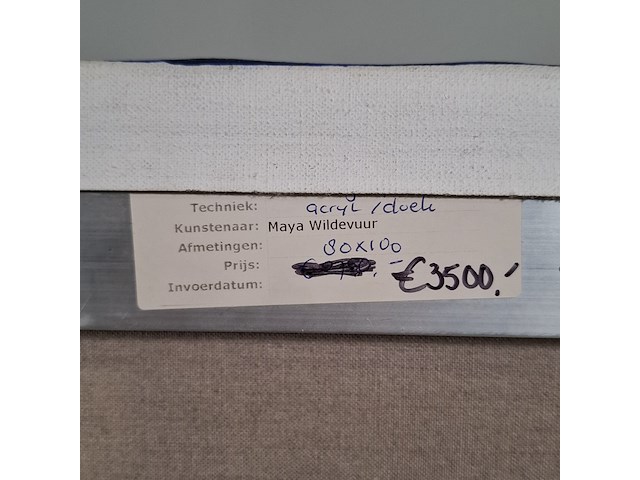 Techniek: acryl / doek
Kunstenaar: Maya Wildevuur
Afmetingen: 80x100
Prijs: € 3500.-
Invoerdatum: